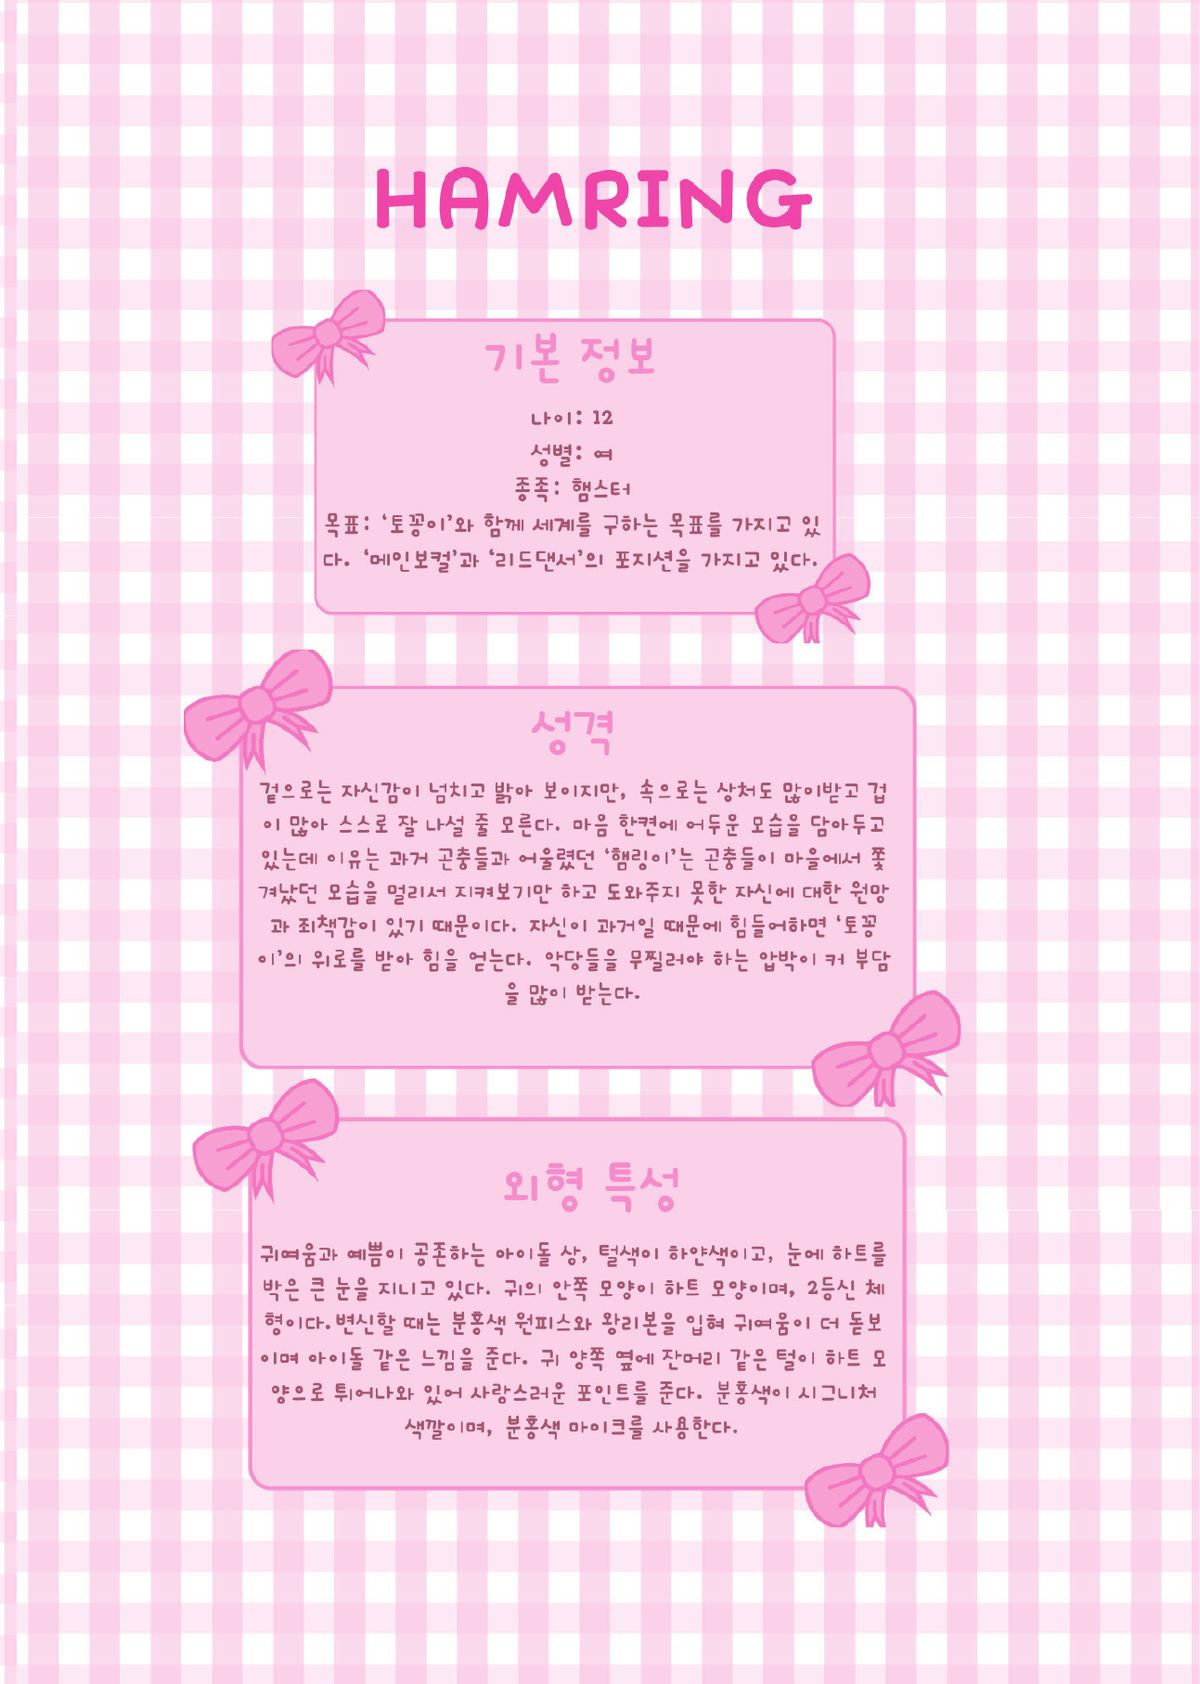 HAMRING
기본 정보
나이: 12
성별: 여
종족: 햄스터
목표: ‘토꽁이’와 함께 세계를 구하는 목표를 가지고 있
다. ‘메인보컬’과 ‘리드댄서’의 포지션을 가지고 있다.
성격
겉으로는 자신감이 넘치고 밝아 보이지만, 속으로는 상처도 많이받고 겁
이 많아 스스로 잘 나설 줄 모른다. 마음 한켠에 어두운 모습을 담아두고
있는데 이유는 과거 곤충들과 어울렸던 ‘햄링이’는 곤충들이 마을에서 쫓
겨났던 모습을 멀리서 지켜보기만 하고 도와주지 못한 자신에 대한 원망
과 죄책감이 있기 때문이다. 자신이 과거일 때문에 힘들어하면 ‘토꽁
이’의 위로를 받아 힘을 얻는다. 악당들을 무찔러야 하는 압박이 커 부담
을 많이 받는다.
외형 특성
귀여움과 예쁨이 공존하는 아이돌 상, 털색이 하얀색이고, 눈에 하트를
박은 큰 눈을 지니고 있다. 귀의 안쪽 모양이 하트 모양이며, 2등신 체
형이다.변신할 때는 분홍색 원피스와 왕리본을 입혀 귀여움이 더 돋보
이며 아이돌 같은 느낌을 준다. 귀 양쪽 옆에 잔머리 같은 털이 하트 모
양으로 튀어나와 있어 사랑스러운 포인트를 준다. 분홍색이 시그니처
색깔이며, 분홍색 마이크를 사용한다.